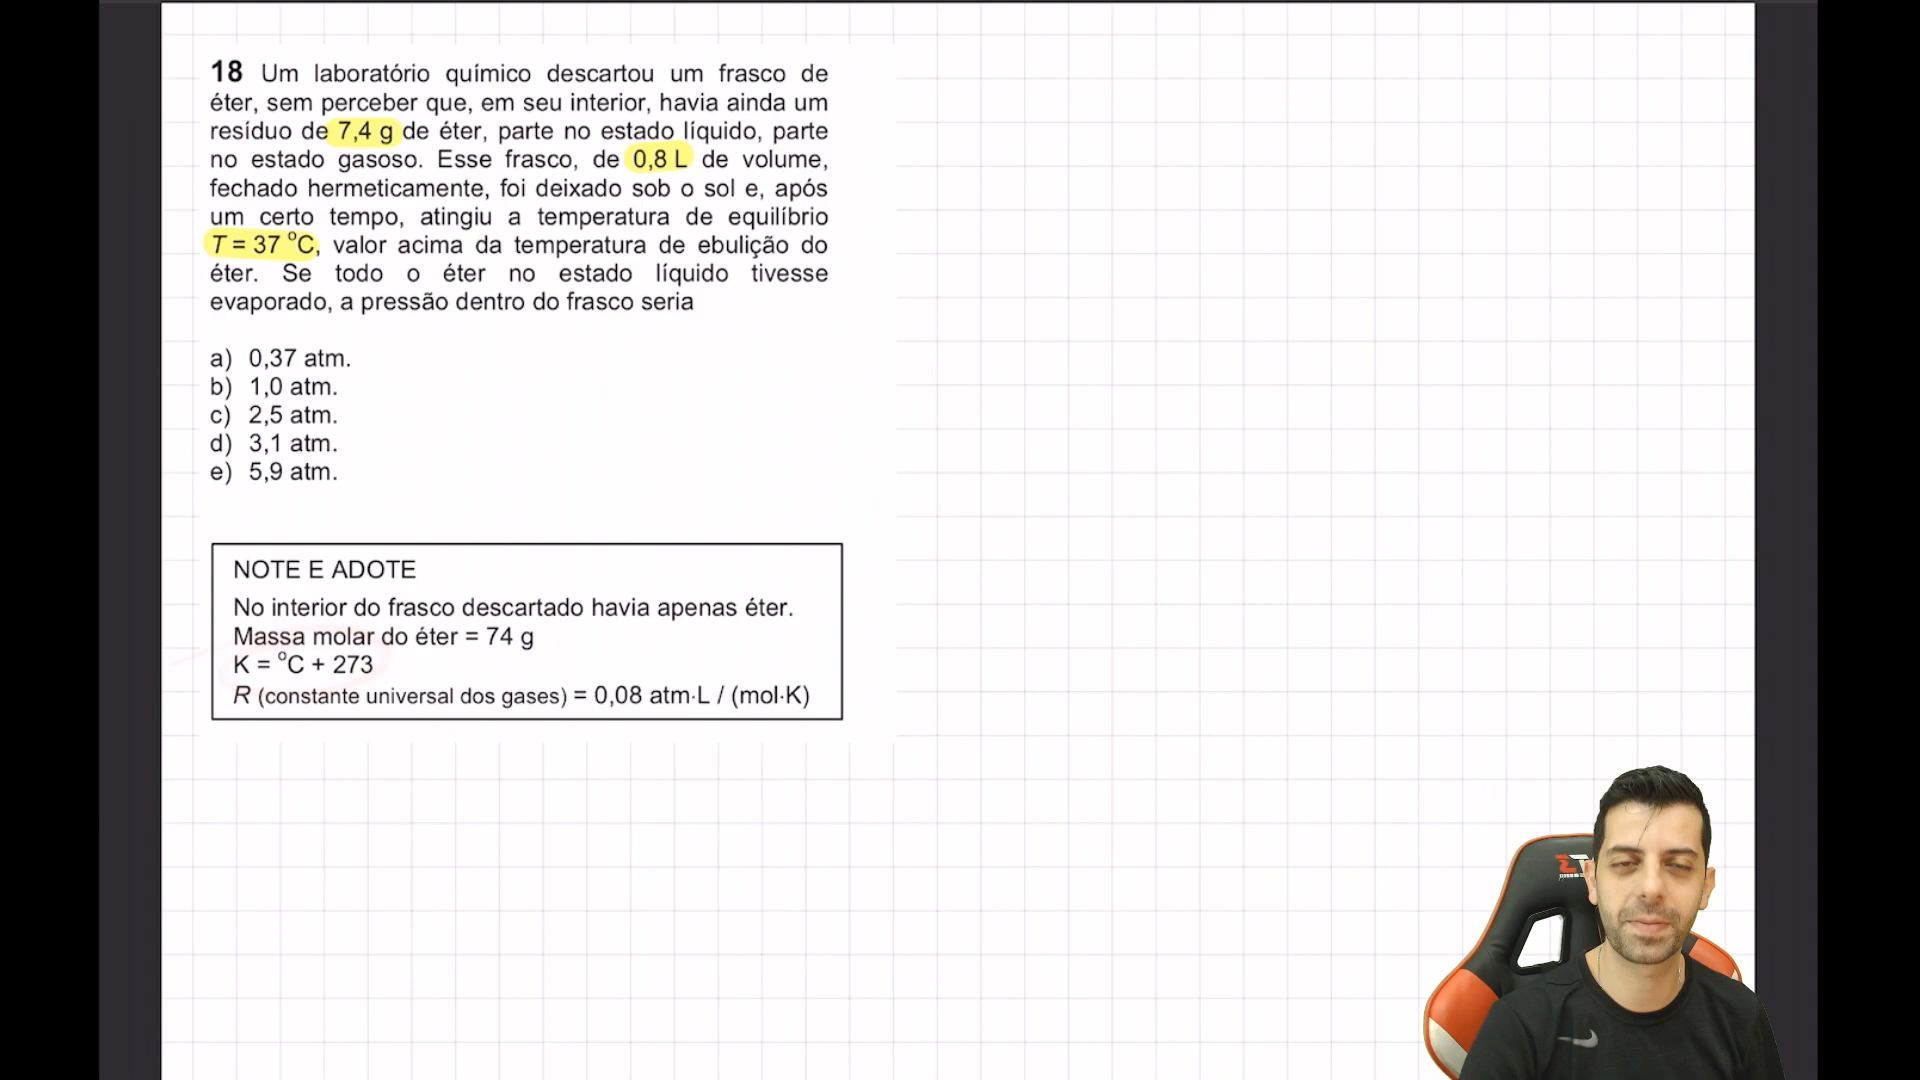 18 Um laboratório químico descartou um frasco de
éter, sem perceber que, em seu interior, havia ainda um
resíduo de 7,4 g de éter, parte no estado líquido, parte
no estado gasoso. Esse frasco, de 0,8 L de volume,
fechado hermeticamente, foi deixado sob o sol e, após
um certo tempo, atingiu a temperatura de equilíbrio
T = 37 ºC, valor acima da temperatura de ebulição do
éter. Se todo o éter no estado líquido tivesse
evaporado, a pressão dentro do frasco seria
a) 0,37 atm.
b) 1,0 atm.
c) 2,5 atm.
d) 3,1 atm.
e) 5,9 atm.
NOTE E ADOTE
No interior do frasco descartado havia apenas éter.
Massa molar do éter = 74 g
K = ºC + 273
R (constante universal dos gases) = 0,08 atm·L / (mol·K)